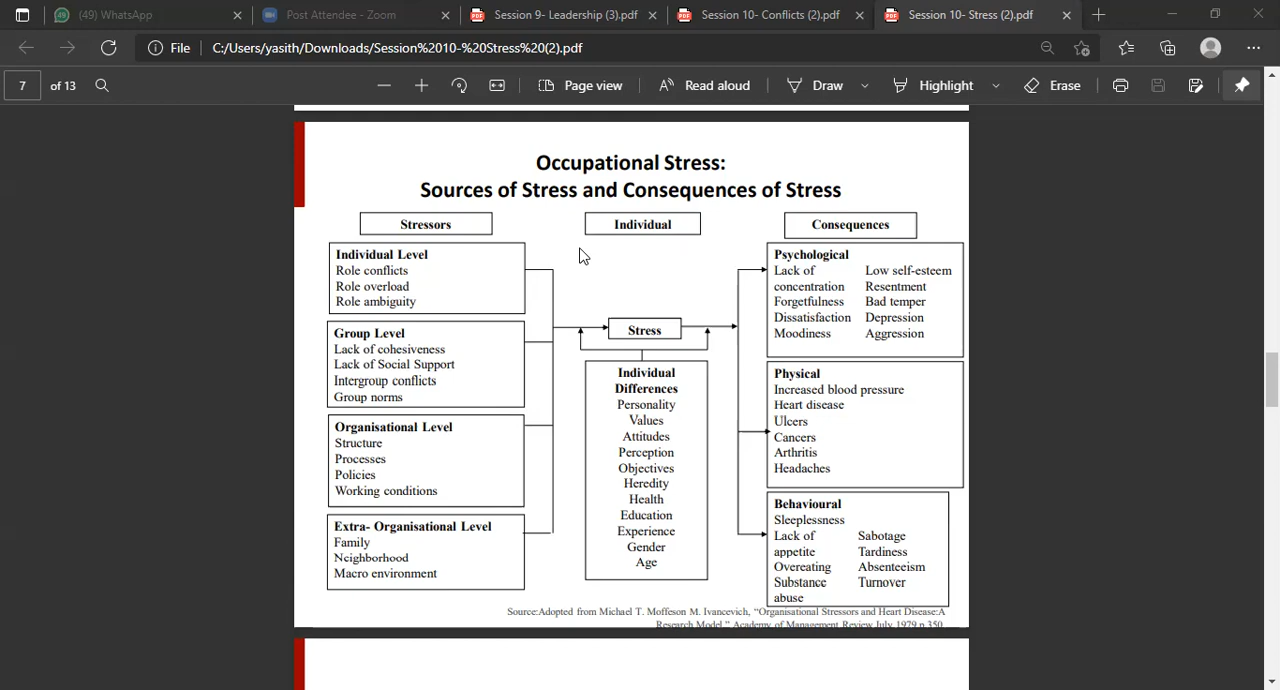 (49) WhatsApp
Post Attendee - Zoom
Session 9- Leadership (3).pdf
Session 10- Conflicts (2).pdf
Session 10- Stress (2).pdf
File
C:/Users/yasith/Downloads/Session%2010-%20Stress%20(2).pdf
7 of 13
Page view
Read aloud
Draw
Highlight
Erase
Occupational Stress:
Sources of Stress and Consequences of Stress
Stressors
Individual Level
Role conflicts
Role overload
Role ambiguity
Group Level
Lack of cohesiveness
Lack of Social Support
Intergroup conflicts
Group norms
Organisational Level
Structure
Processes
Policies
Working conditions
Extra- Organisational Level
Family
Neighborhood
Macro environment
Individual
Stress
Individual
Differences
Personality
Values
Attitudes
Perception
Objectives
Heredity
Health
Education
Experience
Gender
Age
Consequences
Psychological
Lack of
concentration
Forgetfulness
Dissatisfaction
Moodiness
Low self-esteem
Resentment
Bad temper
Depression
Aggression
Physical
Increased blood pressure
Heart disease
Ulcers
Cancers
Arthritis
Headaches
Behavioural
Sleeplessness
Lack of
appetite
Overeating
Substance
abuse
Sabotage
Tardiness
Absenteeism
Turnover
Source:Adopted from Michael T. Moffeson M. Ivancevich, "Organisational Stressors and Heart Disease:A
Research Model," Academy of Management Review July, 1979 p.350